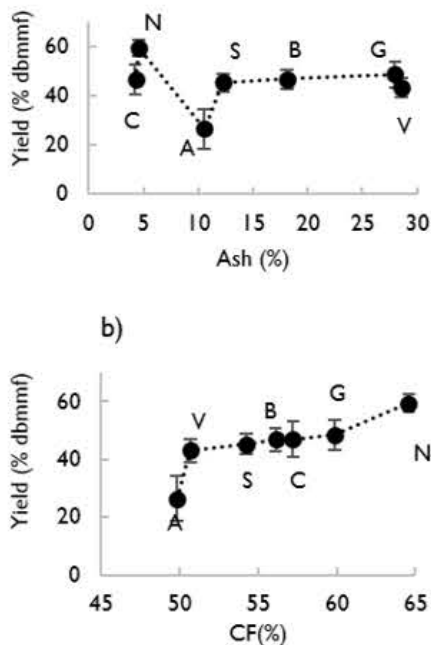 60
40
20
0
Yield (% dbmmf)
N
C
A
S
B
G
V
0 5 10 15 20 25 30
Ash (%)
b)
60
40
20
0
Yield (% dbmmf)
A
V
S
B
C
G
N
45 50 55 60 65
CF(%)